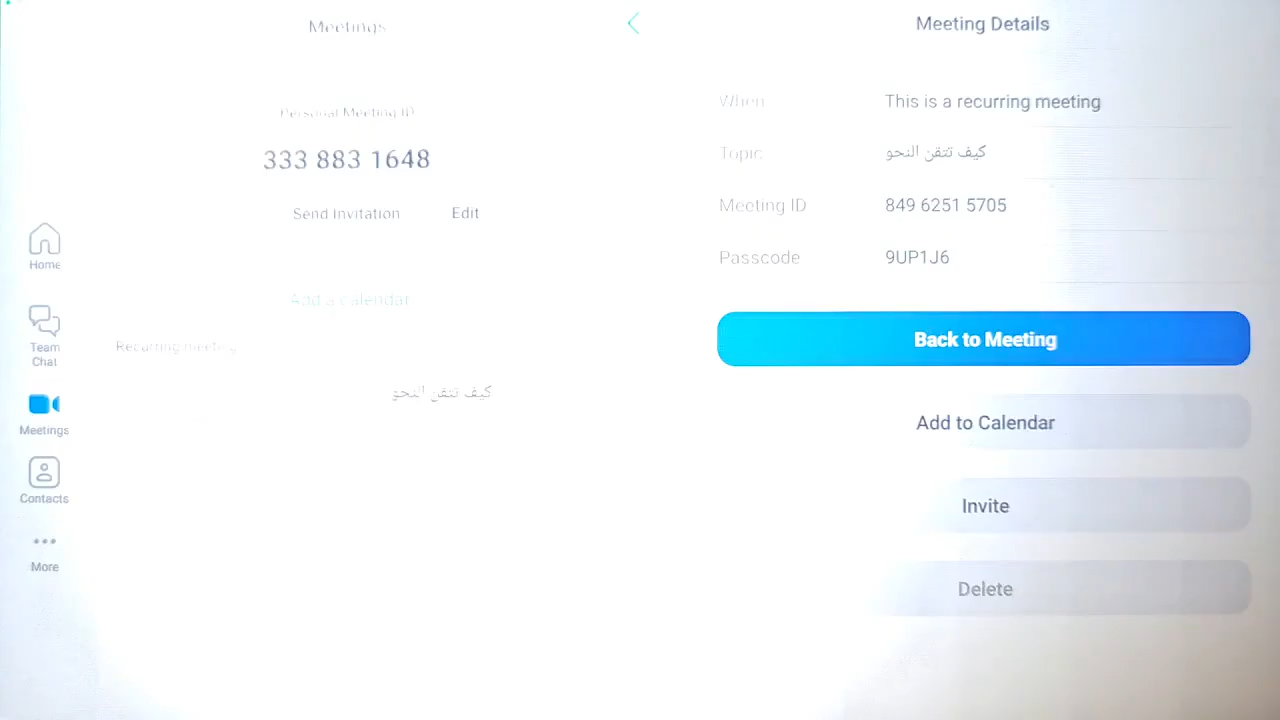 Meetings
Personal Meeting ID
333 883 1648
Send Invitation
Edit
Add a calendar
Recurring meeting
كيف تتقن النحو
Home
Team
Chat
Meetings
Contacts
More
Meeting Details
When
This is a recurring meeting
Topic
كيف تتقن النحو
Meeting ID
849 6251 5705
Passcode
9UP1J6
Back to Meeting
Add to Calendar
Invite
Delete